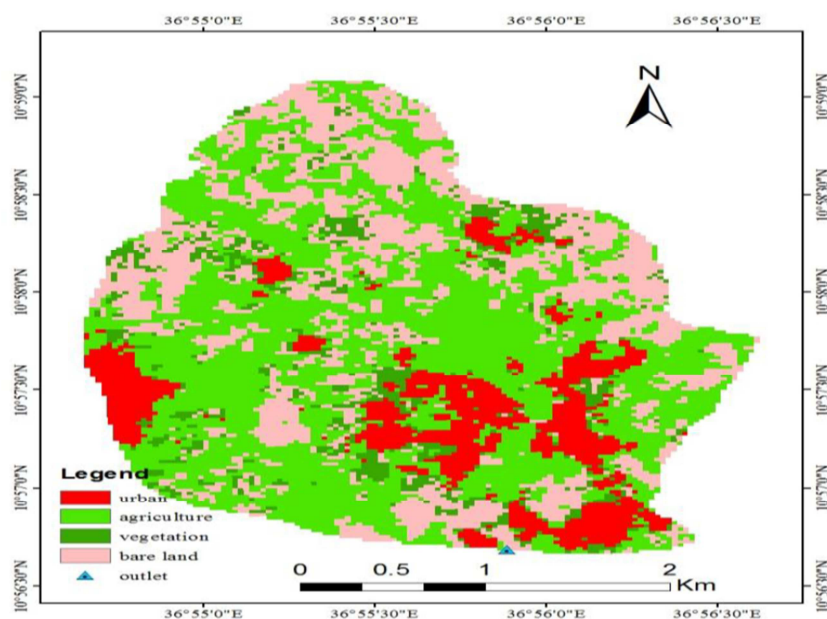 36°55'0"E 36°55'30"E 36°56'0"E 36°56'30"E
N
10°59'0"N 10°59'0"N
10°58'30"N 10°58'30"N
10°58'0"N 10°58'0"N
10°57'30"N 10°57'30"N
10°57'0"N 10°57'0"N
10°56'30"N 10°56'30"N
Legend
urban
agriculture
vegetation
bare land
outlet
0 0.5 1 2
Km
36°55'0"E 36°55'30"E 36°56'0"E 36°56'30"E